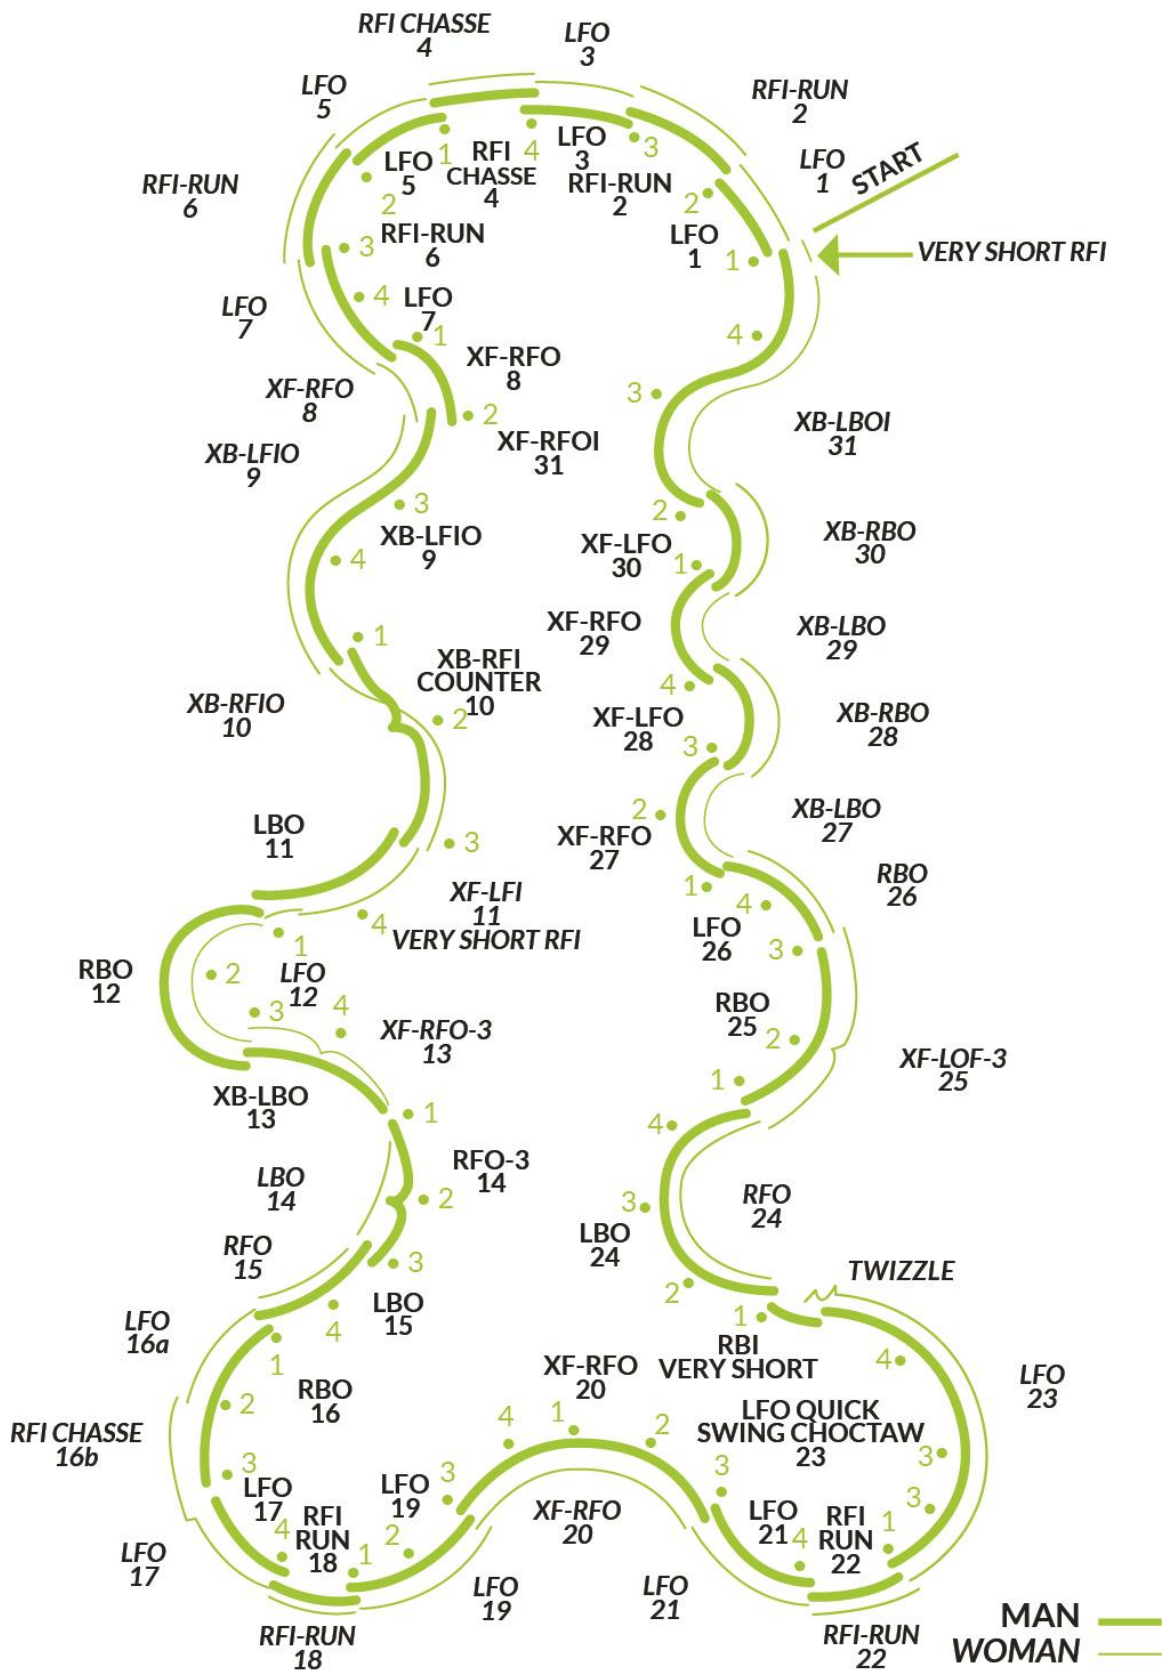 RFI CHASSE
4
LFO
3
LFO
5
RFI-RUN
2
LFO
1
START
VERY SHORT RFI
RFI-RUN
6
LFO
5
1
RFI
CHASSE
4
4
LFO
3
3
RFI-RUN
2
2
LFO
1
1
2
3
RFI-RUN
6
4
LFO
7
LFO
7
1
4
XF-RFO
8
XF-RFO
8
3
2
XF-RFOI
31
XB-LBOI
31
XB-LFIO
9
3
XB-LFIO
9
4
2
XF-LFO
30
1
XB-RBO
30
XF-RFO
29
XB-LBO
29
1
XB-RFI
COUNTER
10
2
XB-RFIO
10
4
XF-LFO
28
3
XB-RBO
28
2
XF-RFO
27
XB-LBO
27
LBO
11
3
1
4
RBO
26
XF-LFI
11
VERY SHORT RFI
4
LFO
26
3
1
RBO
12
2
LFO
12
3
4
XF-RFO-3
13
RBO
25
2
1
XF-LOF-3
25
XB-LBO
13
1
4
RFO-3
14
2
LBO
14
RFO
24
3
LBO
24
RFO
15
3
2
TWIZZLE
LFO
16a
LBO
15
4
1
1
RBI
VERY SHORT
4
RBO
16
2
XF-RFO
20
LFO
23
RFI CHASSE
16b
4
1
2
LFO QUICK
SWING CHOCTAW
23
3
3
LFO
17
LFO
19
3
3
3
RFI
RUN
18
4
1
2
XF-RFO
20
LFO
21
4
RFI
RUN
22
1
LFO
17
LFO
19
LFO
21
RFI-RUN
18
RFI-RUN
22
MAN
WOMAN